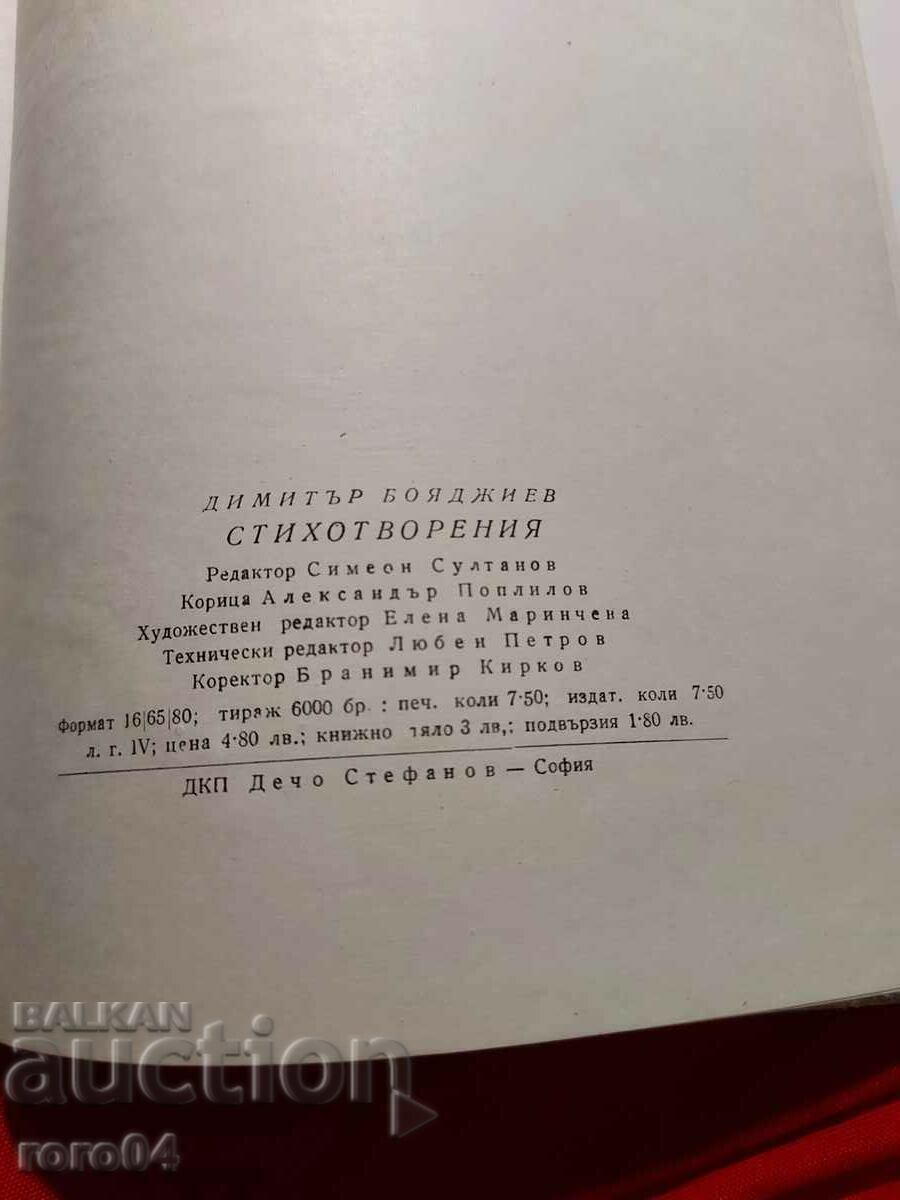 ДИМИТЪР БОЯДЖИЕВ
СТИХОТВОРЕНИЯ
Редактор Симеон Султанов
Корица Александър Поплилов
Художествен редактор Елена Маринчева
Технически редактор Любен Петров
Коректор Бранимир Кирков
Формат 16|65|80; тираж 6000 бр.: печ. коли 7·50; издат. коли 7·50
л. г. IV; цена 4·80 лв.; книжно тяло 3 лв,; подвързия 1·80 лв.
ДКП Дечо Стефанов — София
BALKAN
auction
roro04